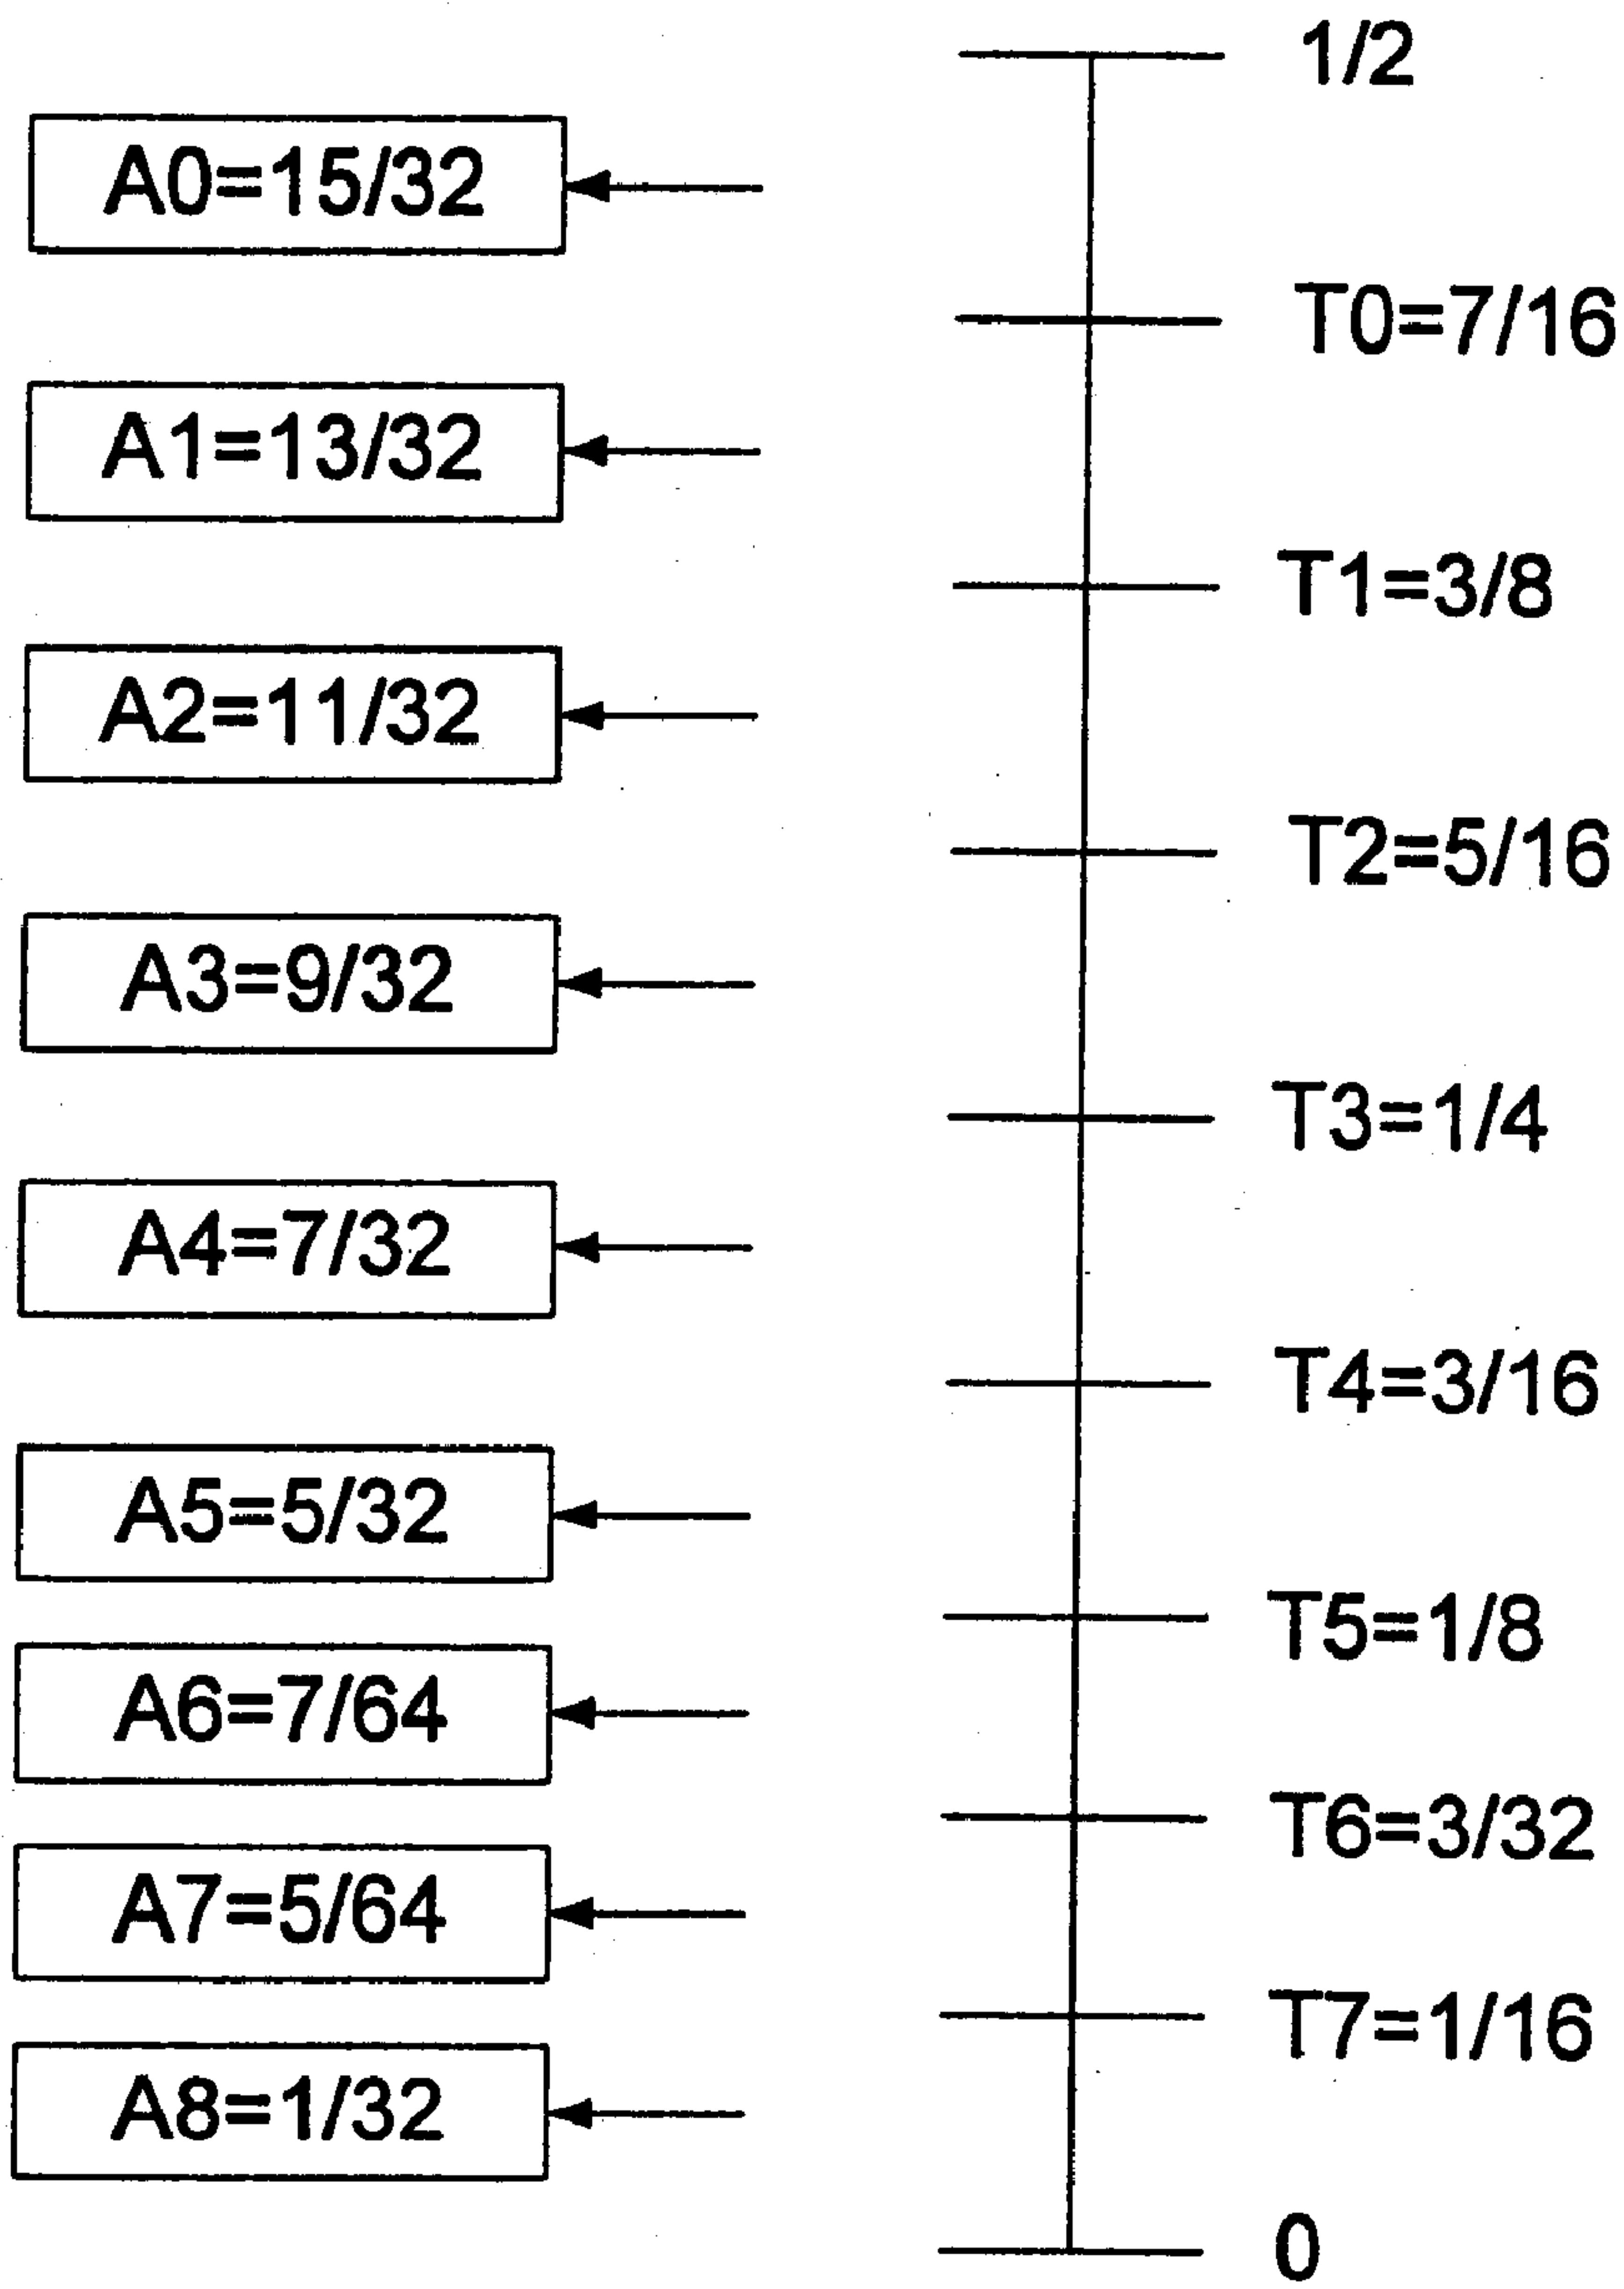 1/2
A0=15/32
T0=7/16
A1=13/32
T1=3/8
A2=11/32
T2=5/16
A3=9/32
T3=1/4
A4=7/32
T4=3/16
A5=5/32
T5=1/8
A6=7/64
T6=3/32
A7=5/64
T7=1/16
A8=1/32
0